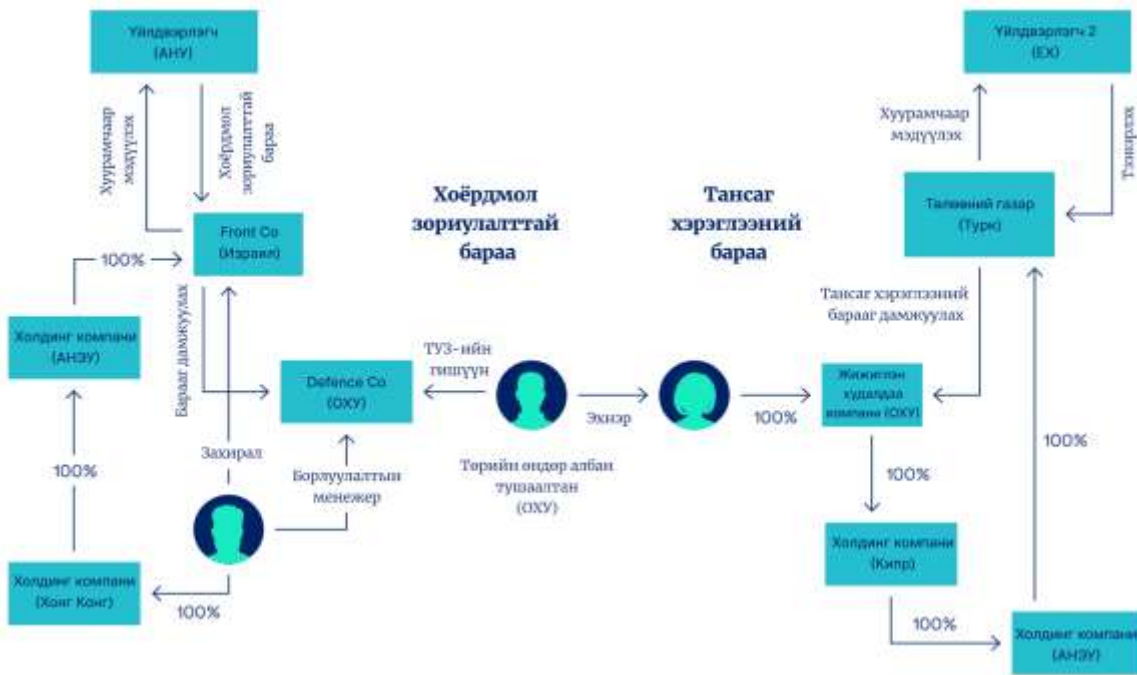 Үйлдвэрлэгч
(АНУ)
Үйлдвэрлэгч 2
(ЕХ)
Хуурамчаар
мэдүүлэх
Хоёрдмол
зориулалттай
бараа
Хуурамчаар
мэдүүлэх
Тээвэрлэх
Хоёрдмол
зориулалттай
бараа
Тансаг
хэрэглээний
бараа
Front Co
(Израил)
Төлөөний газар
(Турк)
100%
Холдинг компани
(АНЭУ)
Барааг дамжуулах
Тансаг хэрэглээний
барааг дамжуулах
ТУЗ-ийн
гишүүн
Defence Co
(ОХУ)
Эхнэр
100%
Жижиглэн
худалдаа
компани (ОХУ)
100%
100%
Захирал
Борлуулалтын
менежер
Төрийн өндөр албан
тушаалтан
(ОХУ)
100%
Холдинг компани
(Хонг Конг)
100%
Холдинг компани
(Кипр)
100%
Холдинг компани
(АНЭУ)